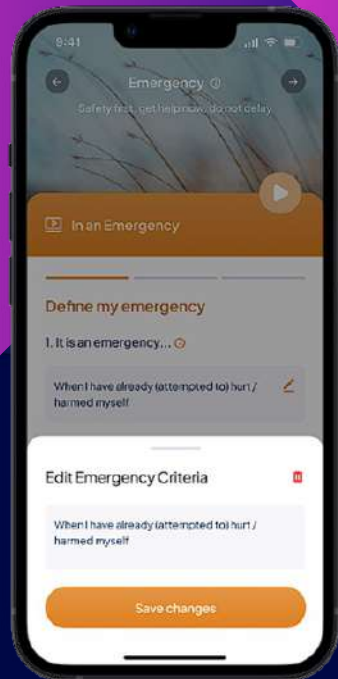 9:41
Emergency
Safety first, get help now, do not delay
In an Emergency
Define my emergency
1. It is an emergency...
When I have already (attempted to) hurt /
harmed myself
Edit Emergency Criteria
When I have already (attempted to) hurt /
harmed myself
Save changes